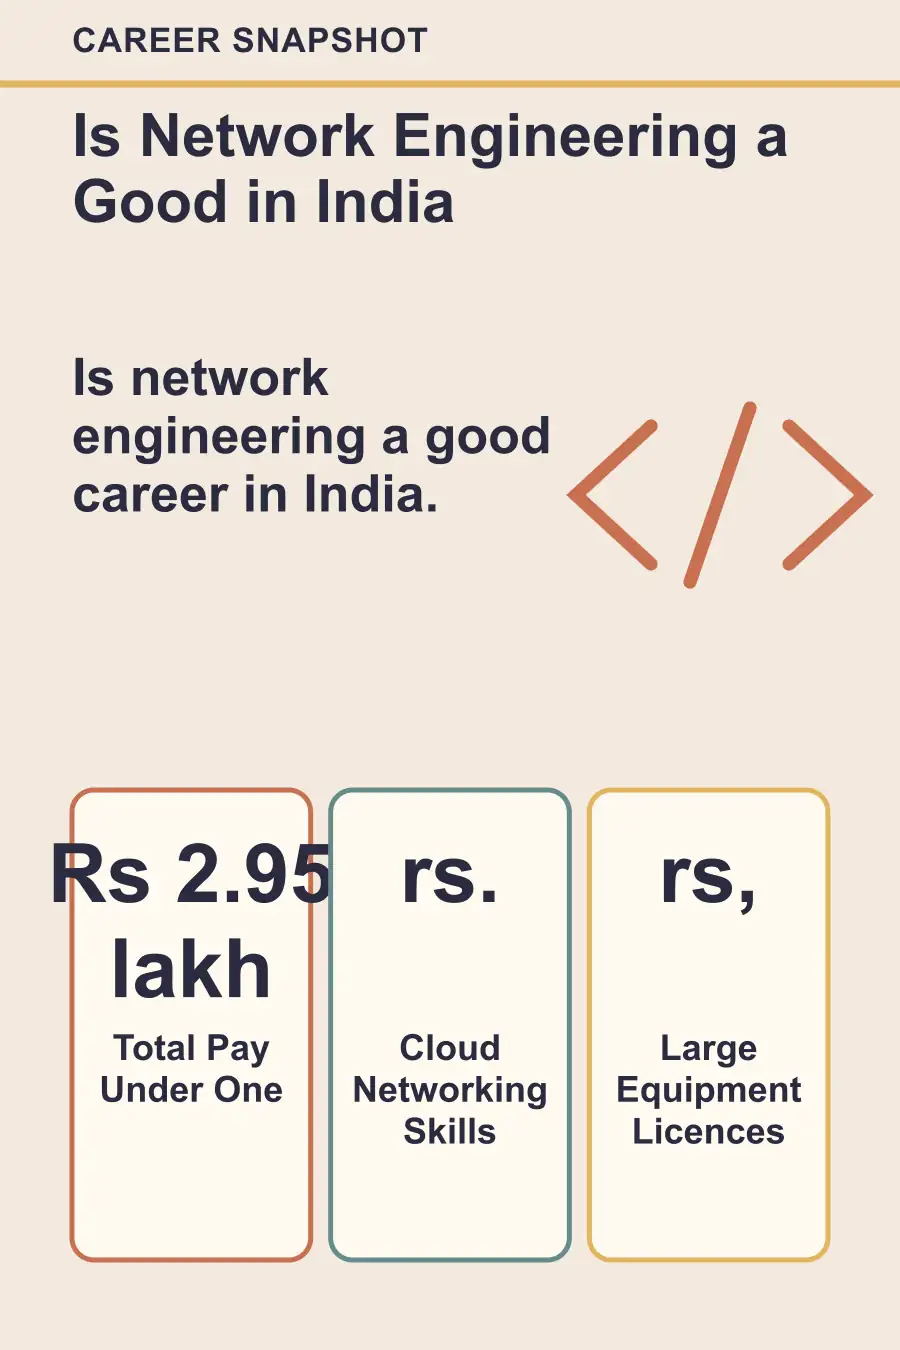 CAREER SNAPSHOT
Is Network Engineering a
Good in India
Is network
engineering a good
career in India.
Rs 2.95
lakh
Total Pay
Under One
rs.
Cloud
Networking
Skills
rs,
Large
Equipment
Licences